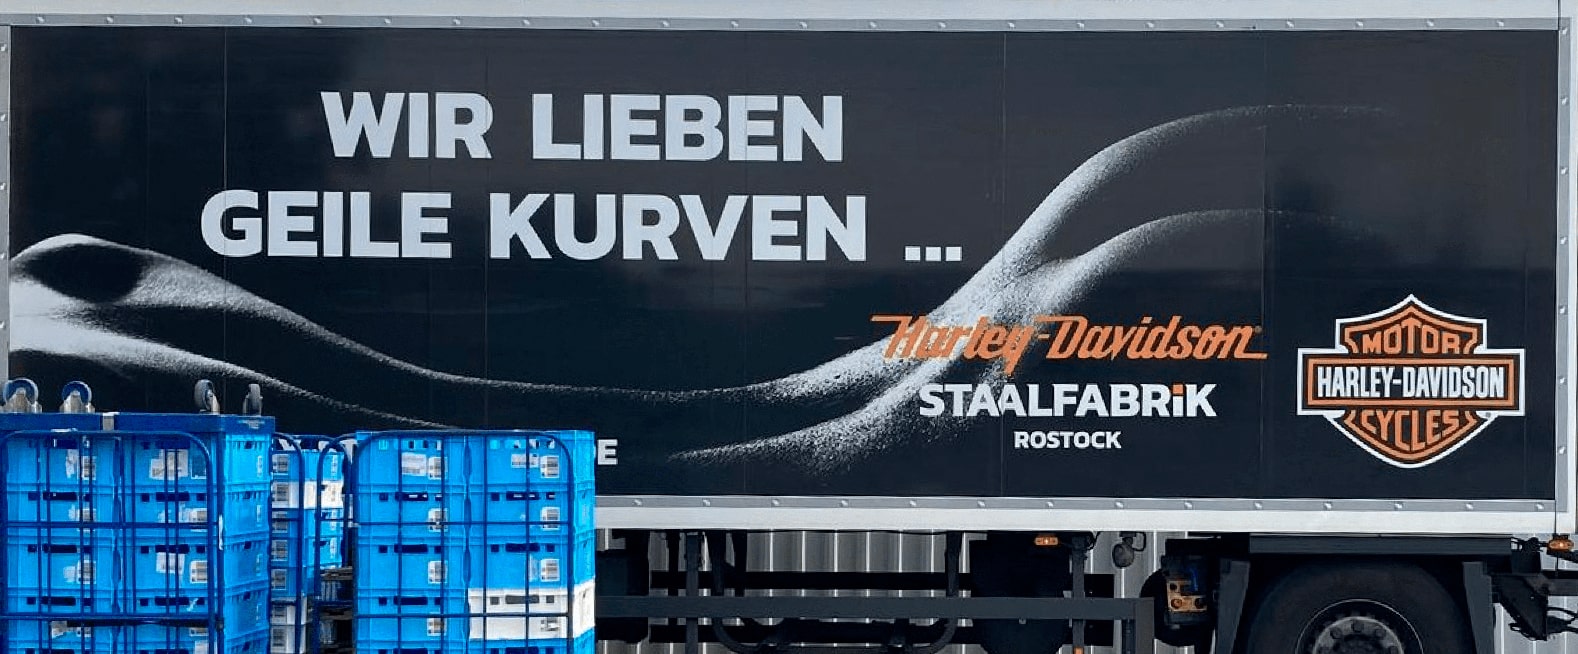 WIR LIEBEN
GEILE KURVEN ...
Harley-Davidson
STAALFABRiK
ROSTOCK
MOTOR
HARLEY-DAVIDSON
CYCLES